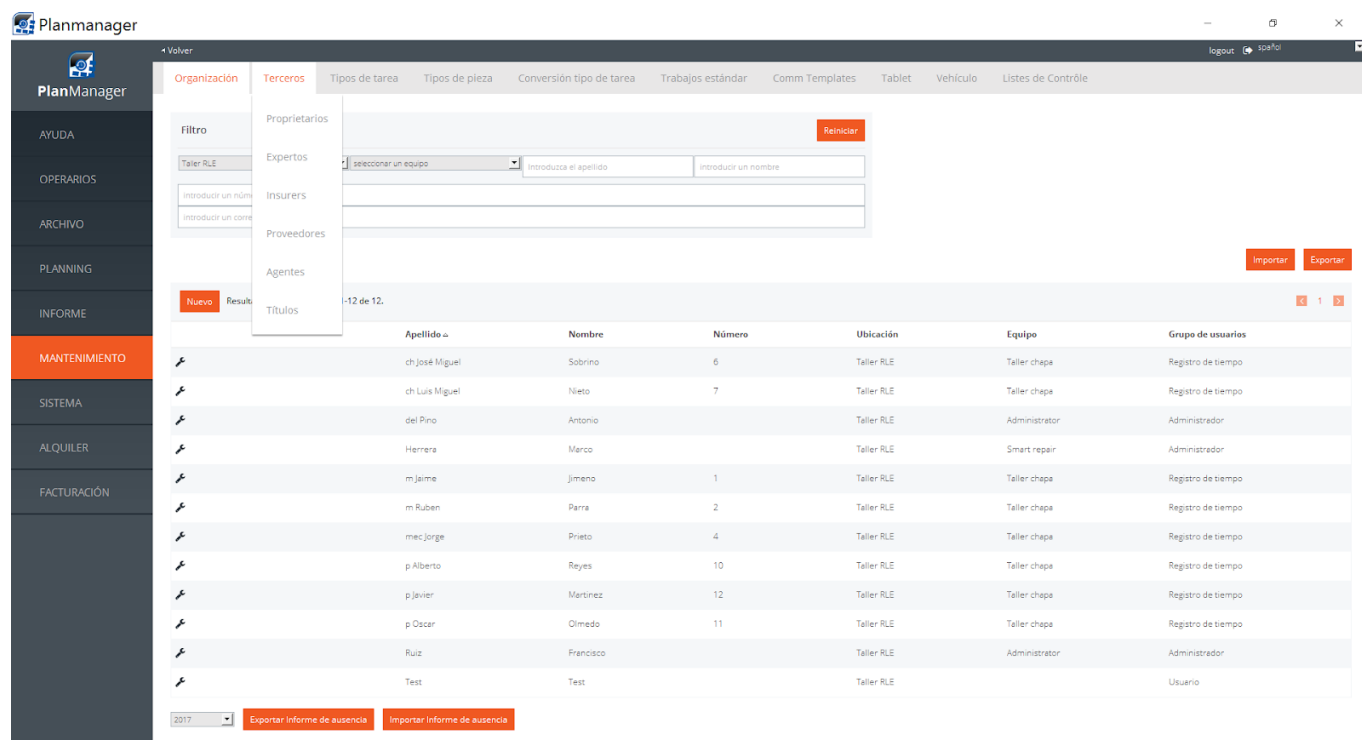 Planmanager
Volver
logout spañol
PlanManager
Organización Terceros Tipos de tarea Tipos de pieza Conversión tipo de tarea Trabajos estándar Comm Templates Tablet Vehículo Listes de Contrôle
AYUDA
OPERARIOS
ARCHIVO
PLANNING
INFORME
MANTENIMIENTO
SISTEMA
ALQUILER
FACTURACIÓN
Proprietarios
Expertos
Insurers
Proveedores
Agentes
Títulos
Filtro Reiniciar
Taller RLE seleccionar un equipo Introduzca el apellido Introducir un nombre
introducir un núm
introducir un corre
Importar Exportar
Nuevo Result 1-12 de 12. 1
Apellido Nombre Número Ubicación Equipo Grupo de usuarios
ch José Miguel Sobrino 6 Taller RLE Taller chapa Registro de tiempo
ch Luis Miguel Nieto 7 Taller RLE Taller chapa Registro de tiempo
del Pino Antonio Taller RLE Administrator Administrador
Herrera Marco Taller RLE Smart repair Administrador
m Jaime Jimeno 1 Taller RLE Taller chapa Registro de tiempo
m Ruben Parra 2 Taller RLE Taller chapa Registro de tiempo
mec Jorge Prieto 4 Taller RLE Taller chapa Registro de tiempo
p Alberto Reyes 10 Taller RLE Taller chapa Registro de tiempo
p Javier Martinez 12 Taller RLE Taller chapa Registro de tiempo
p Oscar Olmedo 11 Taller RLE Taller chapa Registro de tiempo
Ruiz Francisco Taller RLE Administrator Administrador
Test Test Taller RLE Usuario
2017 Exportar Informe de ausencia Importar Informe de ausencia